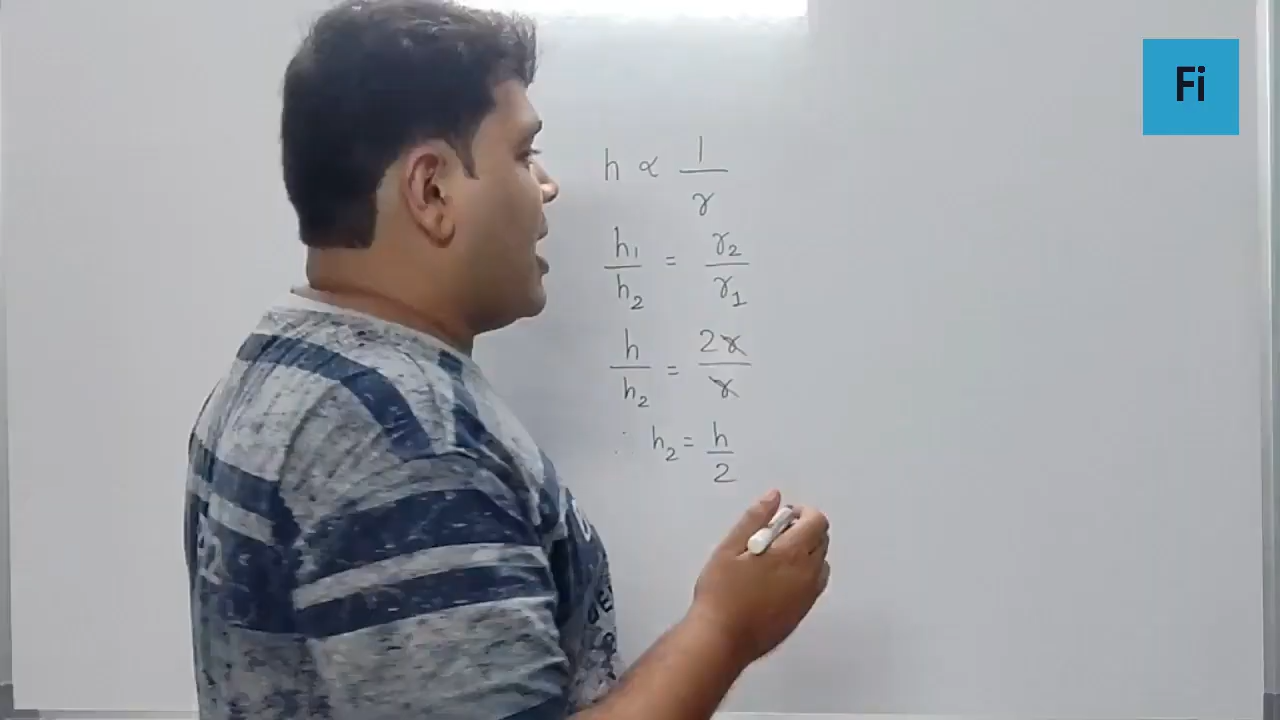 Fi
h ∝ 1/r
h₁/h₂ = r₂/r₁
h/h₂ = 2r/r
∴ h₂ = h/2